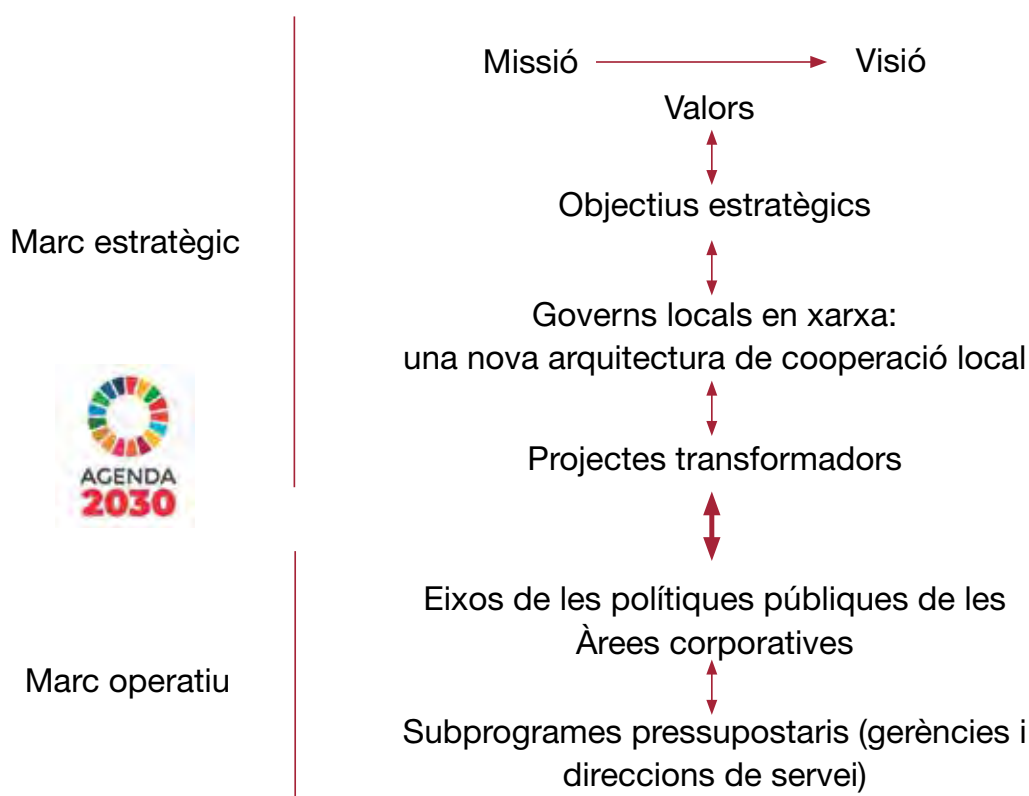 Missió
Visió
Valors
Objectius estratègics
Marc estratègic
Governs locals en xarxa:
una nova arquitectura de cooperació local
Projectes transformadors
AGENDA
2030
Eixos de les polítiques públiques de les
Àrees corporatives
Marc operatiu
Subprogrames pressupostaris (gerències i
direccions de servei)